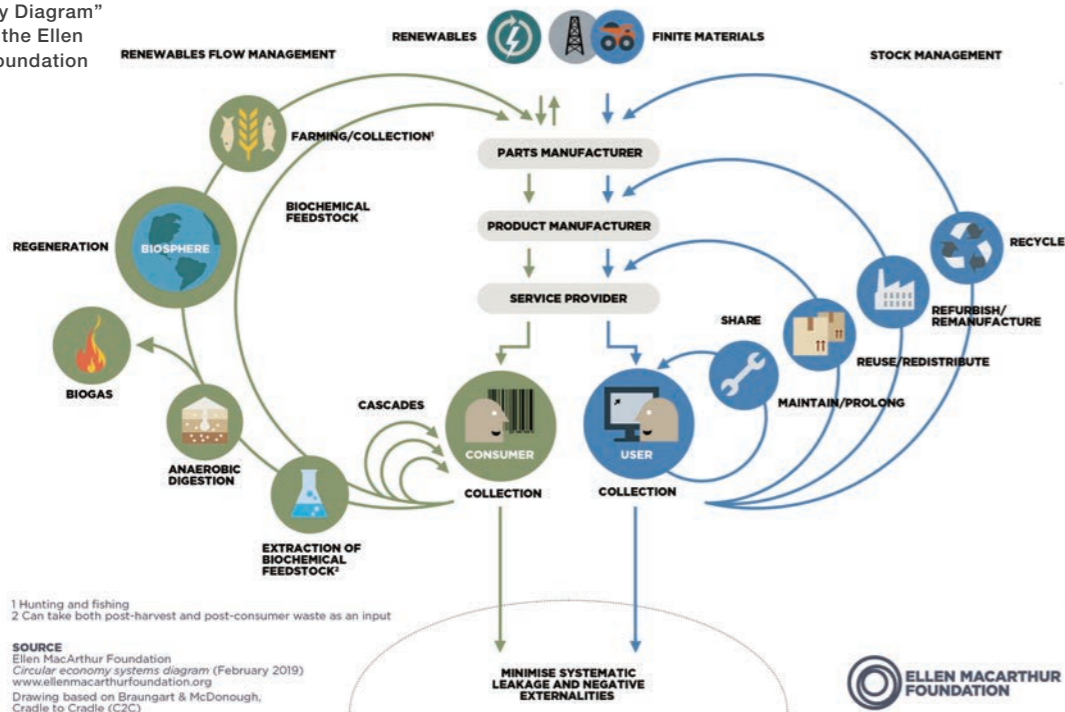 y Diagram”
the Ellen
oundation
RENEWABLES FLOW MANAGEMENT
RENEWABLES
FINITE MATERIALS
STOCK MANAGEMENT
FARMING/COLLECTION¹
PARTS MANUFACTURER
BIOCHEMICAL
FEEDSTOCK
PRODUCT MANUFACTURER
REGENERATION
BIOSPHERE
RECYCLE
SERVICE PROVIDER
REFURBISH/
REMANUFACTURE
SHARE
REUSE/REDISTRIBUTE
BIOGAS
MAINTAIN/PROLONG
CASCADES
CONSUMER
USER
ANAEROBIC
DIGESTION
COLLECTION
COLLECTION
EXTRACTION OF
BIOCHEMICAL
FEEDSTOCK²
1 Hunting and fishing
2 Can take both post-harvest and post-consumer waste as an input
SOURCE
Ellen MacArthur Foundation
Circular economy systems diagram (February 2019)
www.ellenmacarthurfoundation.org
Drawing based on Braungart & McDonough,
Cradle to Cradle (C2C)
MINIMISE SYSTEMATIC
LEAKAGE AND NEGATIVE
EXTERNALITIES
ELLEN MACARTHUR
FOUNDATION